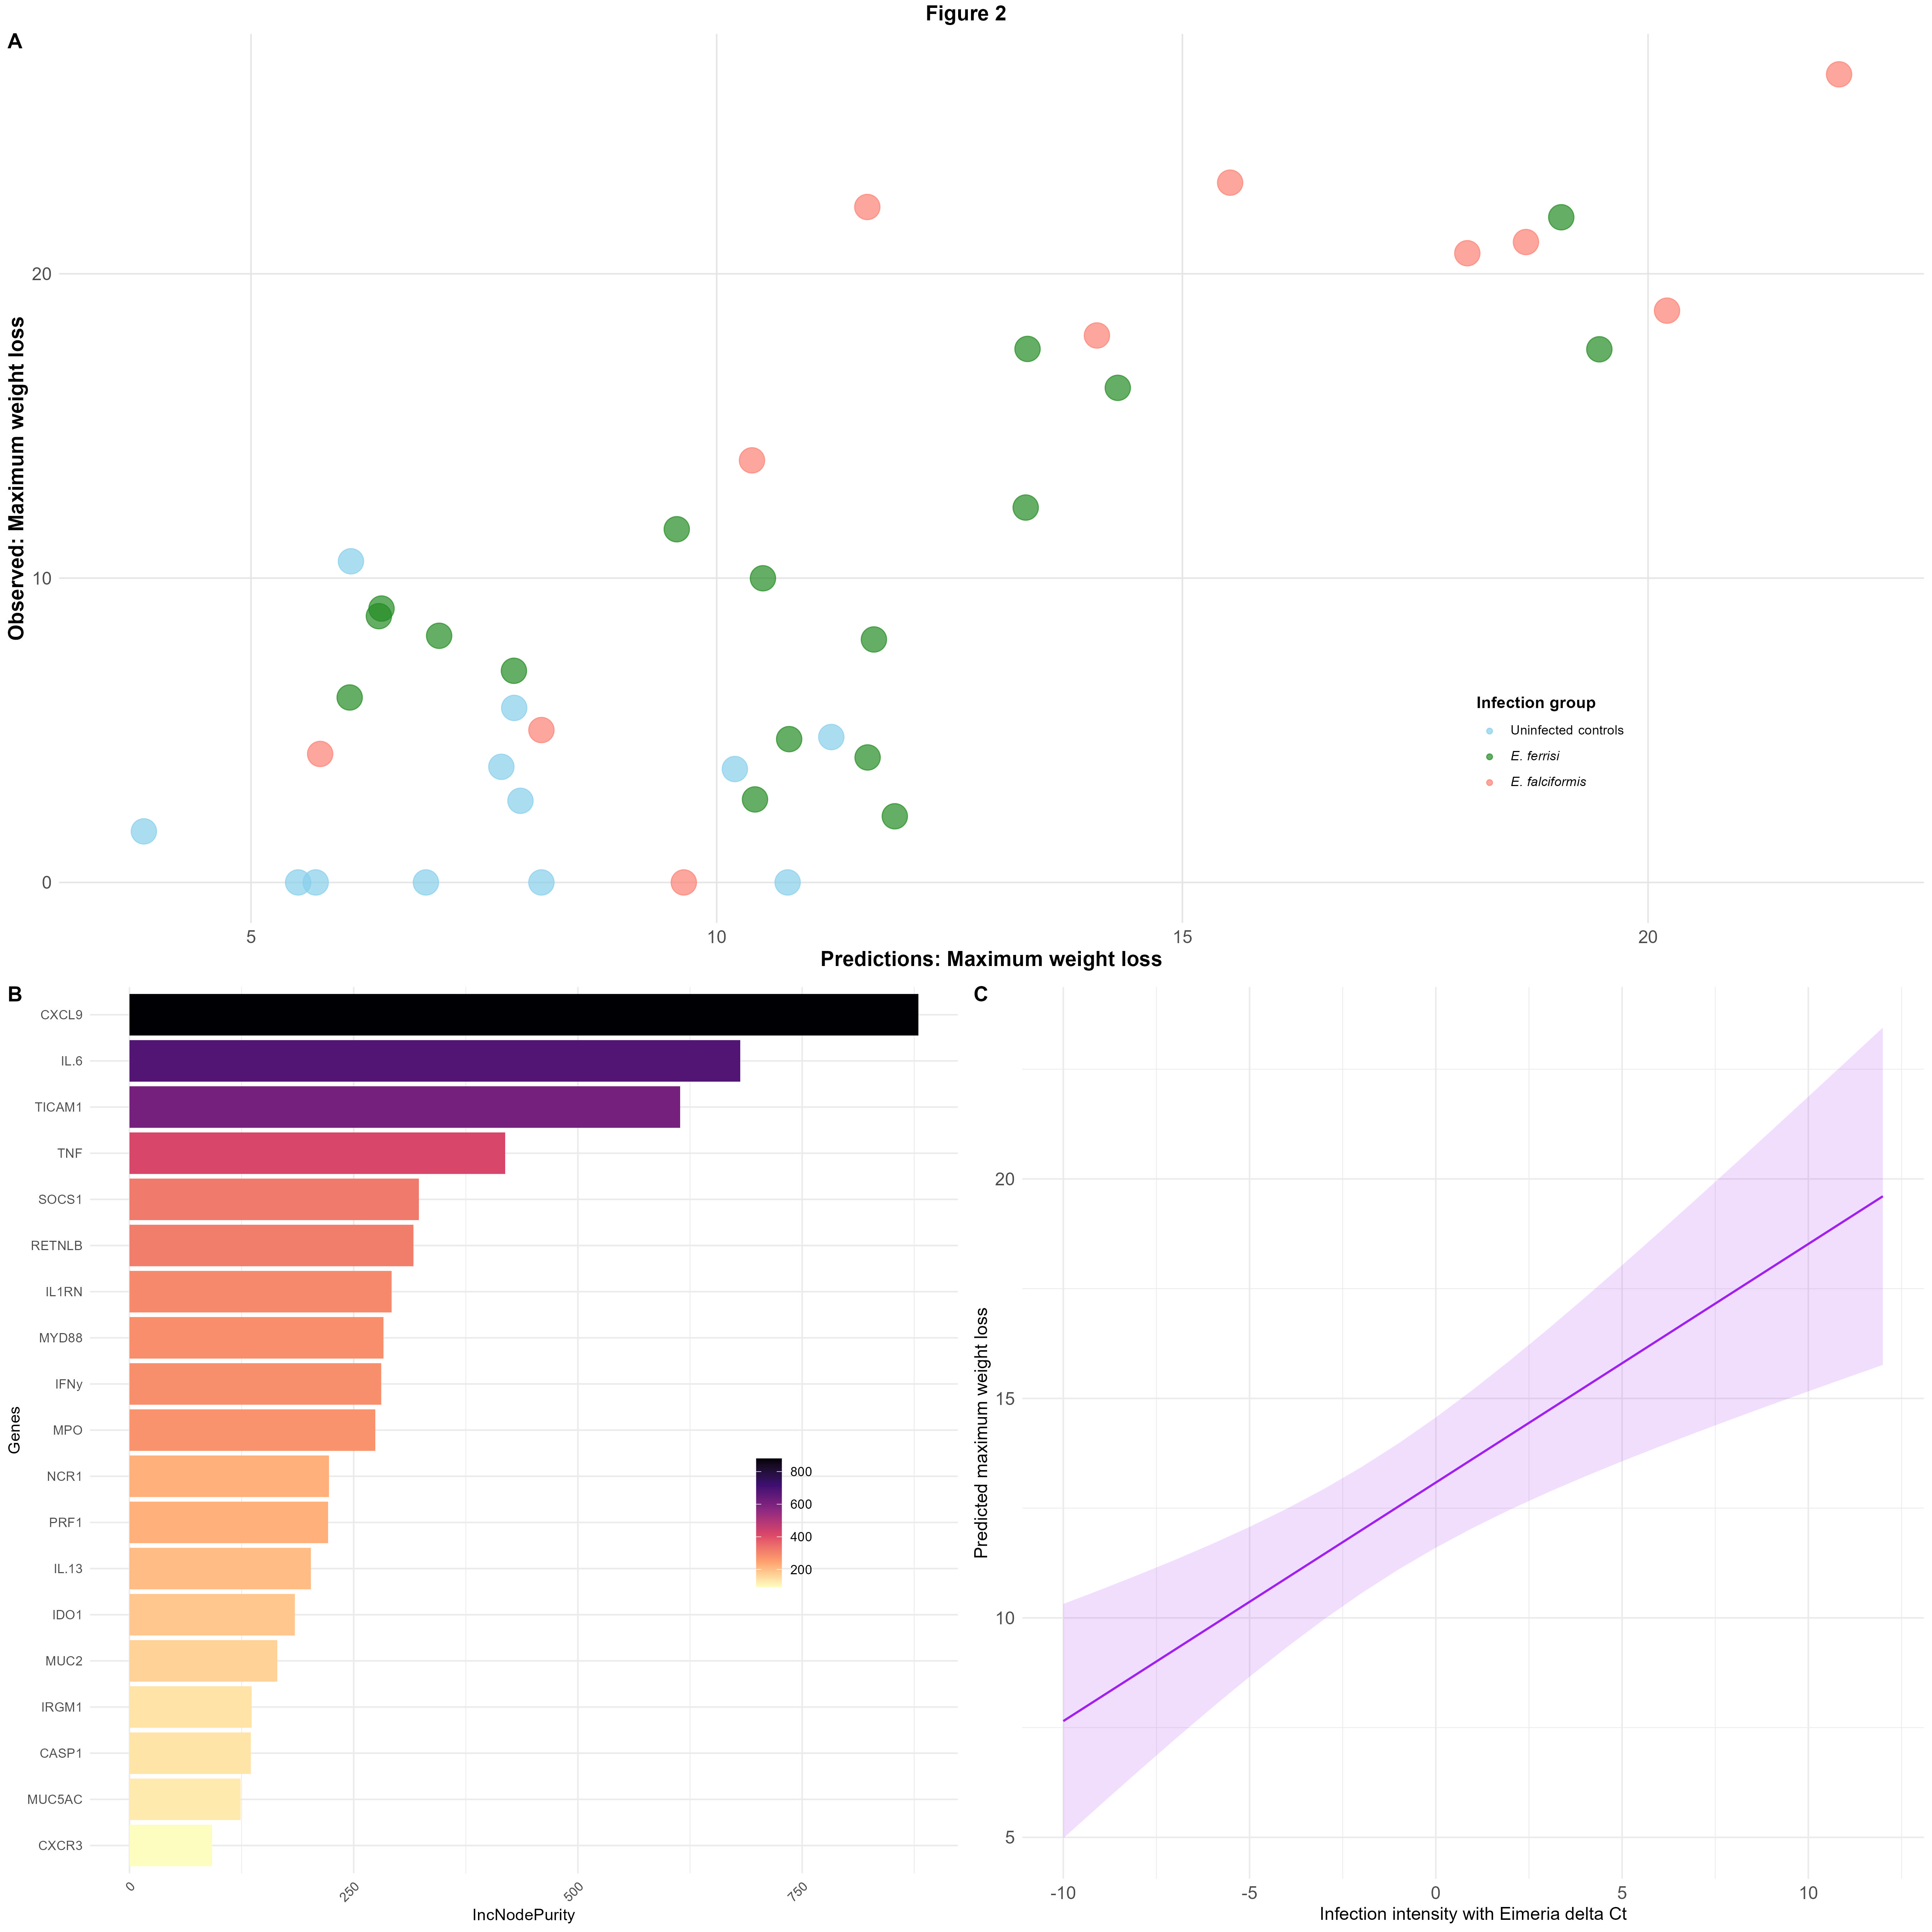 Figure 2
A
Observed: Maximum weight loss
20
10
0
5
10
15
20
Predictions: Maximum weight loss
Infection group
Uninfected controls
E. ferrisi
E. falciformis
B
Genes
CXCL9
IL.6
TICAM1
TNF
SOCS1
RETNLB
IL1RN
MYD88
IFNy
MPO
NCR1
PRF1
IL.13
IDO1
MUC2
IRGM1
CASP1
MUC5AC
CXCR3
0
250
500
750
IncNodePurity
800
600
400
200
C
Predicted maximum weight loss
20
15
10
5
-10
-5
0
5
10
Infection intensity with Eimeria delta Ct